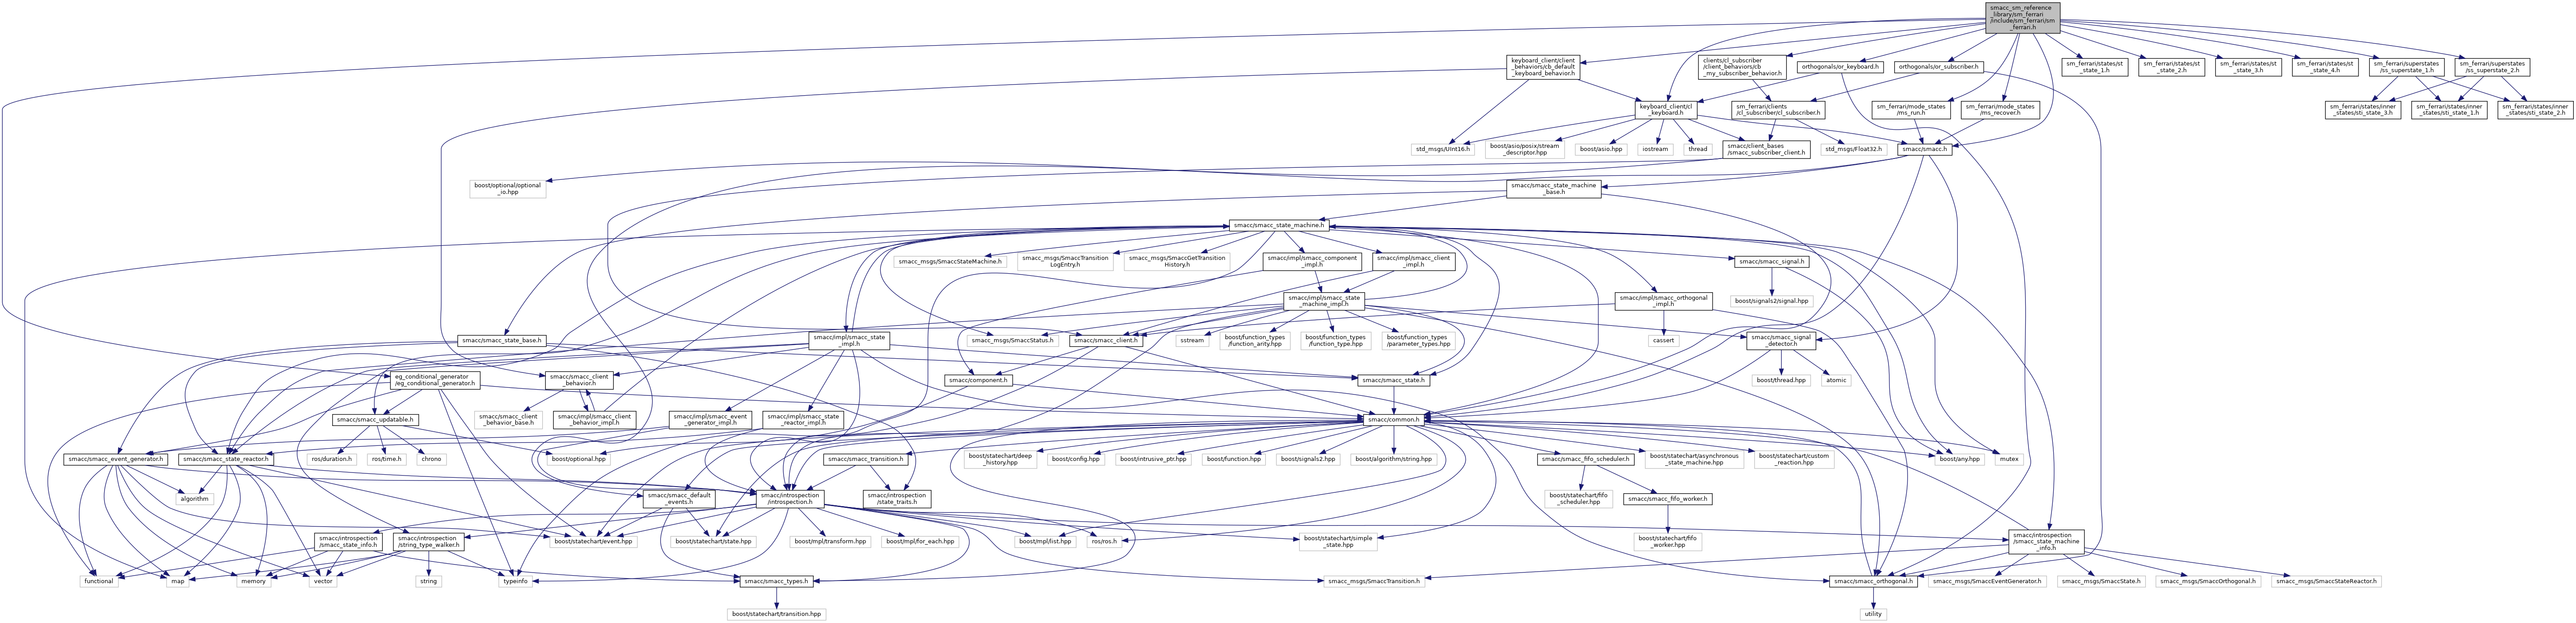 smacc_sm_reference
_library/sm_ferrari
/include/sm_ferrari/sm
_ferrari.h
keyboard_client/client
_behaviors/cb_default
_keyboard_behavior.h
clients/cl_subscriber
/client_behaviors/cb
_my_subscriber_behavior.h
orthogonals/or_keyboard.h
orthogonals/or_subscriber.h
sm_ferrari/states/st
_state_1.h
sm_ferrari/states/st
_state_2.h
sm_ferrari/states/st
_state_3.h
sm_ferrari/states/st
_state_4.h
sm_ferrari/superstates
/ss_superstate_1.h
sm_ferrari/superstates
/ss_superstate_2.h
keyboard_client/cl
_keyboard.h
sm_ferrari/clients
/cl_subscriber/cl_subscriber.h
sm_ferrari/mode_states
/ms_run.h
sm_ferrari/mode_states
/ms_recover.h
sm_ferrari/states/inner
_states/sti_state_3.h
sm_ferrari/states/inner
_states/sti_state_1.h
sm_ferrari/states/inner
_states/sti_state_2.h
std_msgs/UInt16.h
boost/asio/posix/stream
_descriptor.hpp
boost/asio.hpp
iostream
thread
smacc/client_bases
/smacc_subscriber_client.h
std_msgs/Float32.h
smacc/smacc.h
boost/optional/optional
_io.hpp
smacc/smacc_state_machine
_base.h
smacc/smacc_state_machine.h
smacc_msgs/SmaccStateMachine.h
smacc_msgs/SmaccTransition
LogEntry.h
smacc_msgs/SmaccGetTransition
History.h
smacc/impl/smacc_component
_impl.h
smacc/impl/smacc_client
_impl.h
smacc/smacc_signal.h
smacc/impl/smacc_state
_machine_impl.h
smacc/impl/smacc_orthogonal
_impl.h
boost/signals2/signal.hpp
smacc/smacc_state_base.h
smacc/impl/smacc_state
_impl.h
smacc_msgs/SmaccStatus.h
smacc/smacc_client.h
sstream
boost/function_types
/function_arity.hpp
boost/function_types
/function_type.hpp
boost/function_types
/parameter_types.hpp
cassert
smacc/smacc_signal
_detector.h
eg_conditional_generator
/eg_conditional_generator.h
smacc/smacc_client
_behavior.h
smacc/component.h
smacc/smacc_state.h
boost/thread.hpp
atomic
smacc/smacc_updatable.h
smacc/smacc_client
_behavior_base.h
smacc/impl/smacc_client
_behavior_impl.h
smacc/impl/smacc_event
_generator_impl.h
smacc/impl/smacc_state
_reactor_impl.h
smacc/common.h
smacc/smacc_event_generator.h
smacc/smacc_state_reactor.h
ros/duration.h
ros/time.h
chrono
boost/optional.hpp
smacc/smacc_transition.h
boost/statechart/deep
_history.hpp
boost/config.hpp
boost/intrusive_ptr.hpp
boost/function.hpp
boost/signals2.hpp
boost/algorithm/string.hpp
smacc/smacc_fifo_scheduler.h
boost/statechart/asynchronous
_state_machine.hpp
boost/statechart/custom
_reaction.hpp
boost/any.hpp
mutex
algorithm
smacc/smacc_default
_events.h
smacc/introspection
/introspection.h
smacc/introspection
/state_traits.h
boost/statechart/fifo
_scheduler.hpp
smacc/smacc_fifo_worker.h
smacc/introspection
/smacc_state_info.h
smacc/introspection
/string_type_walker.h
boost/statechart/event.hpp
boost/statechart/state.hpp
boost/mpl/transform.hpp
boost/mpl/for_each.hpp
boost/mpl/list.hpp
ros/ros.h
boost/statechart/simple
_state.hpp
boost/statechart/fifo
_worker.hpp
smacc/introspection
/smacc_state_machine
_info.h
functional
map
memory
vector
string
typeinfo
smacc/smacc_types.h
smacc_msgs/SmaccTransition.h
smacc/smacc_orthogonal.h
smacc_msgs/SmaccEventGenerator.h
smacc_msgs/SmaccState.h
smacc_msgs/SmaccOrthogonal.h
smacc_msgs/SmaccStateReactor.h
boost/statechart/transition.hpp
utility